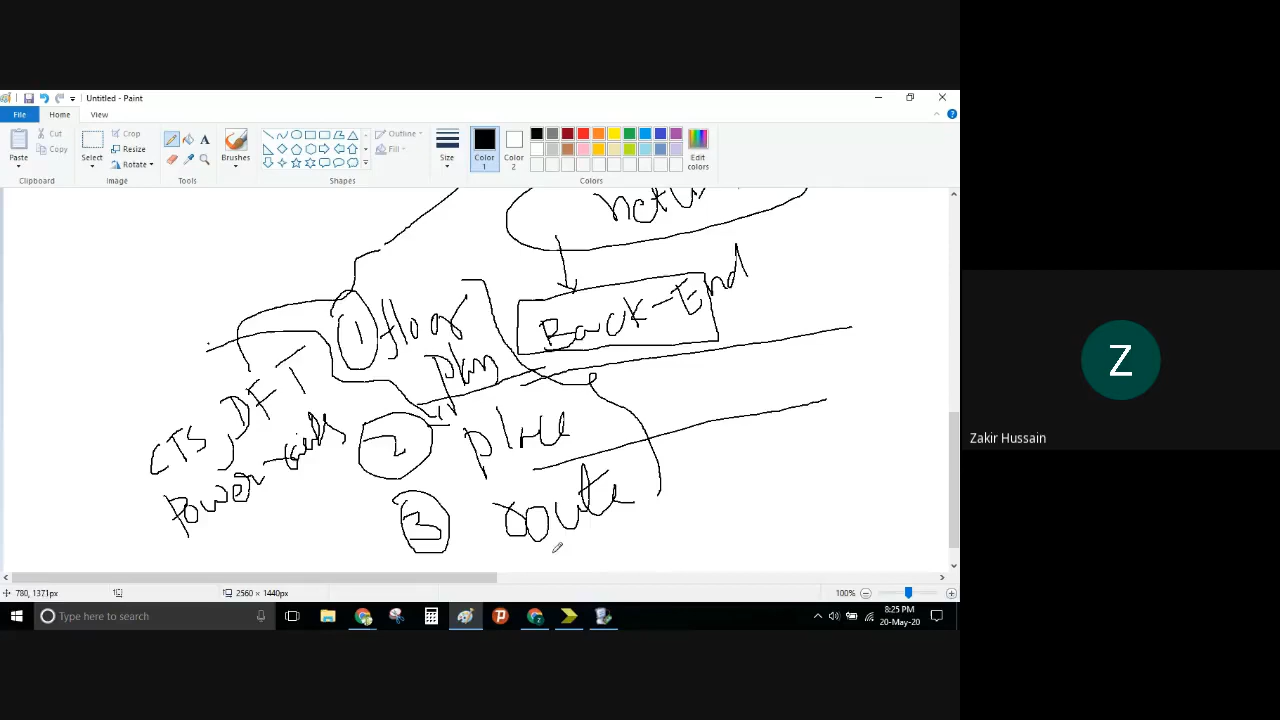 Untitled - Paint
File Home View
Cut
Copy
Paste
Clipboard
Crop
Resize
Rotate
Select
Image
Tools
Brushes
Shapes
Outline
Fill
Size
Color 1
Color 2
Edit colors
Colors
Back-End
1 floor
plan
2 place
3 route
CTS, DFT
Power-
780, 1371px
2560 × 1440px
100%
Type here to search
8:25 PM
20-May-20
Z
Zakir Hussain